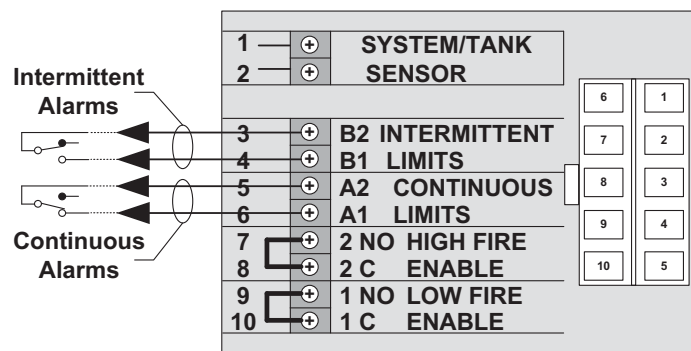 1 SYSTEM/TANK
2 SENSOR
Intermittent
Alarms
3 B2 INTERMITTENT
4 B1 LIMITS
5 A2 CONTINUOUS
6 A1 LIMITS
Continuous
Alarms
7 2 NO HIGH FIRE
8 2 C ENABLE
9 1 NO LOW FIRE
10 1 C ENABLE
6 1
7 2
8 3
9 4
10 5